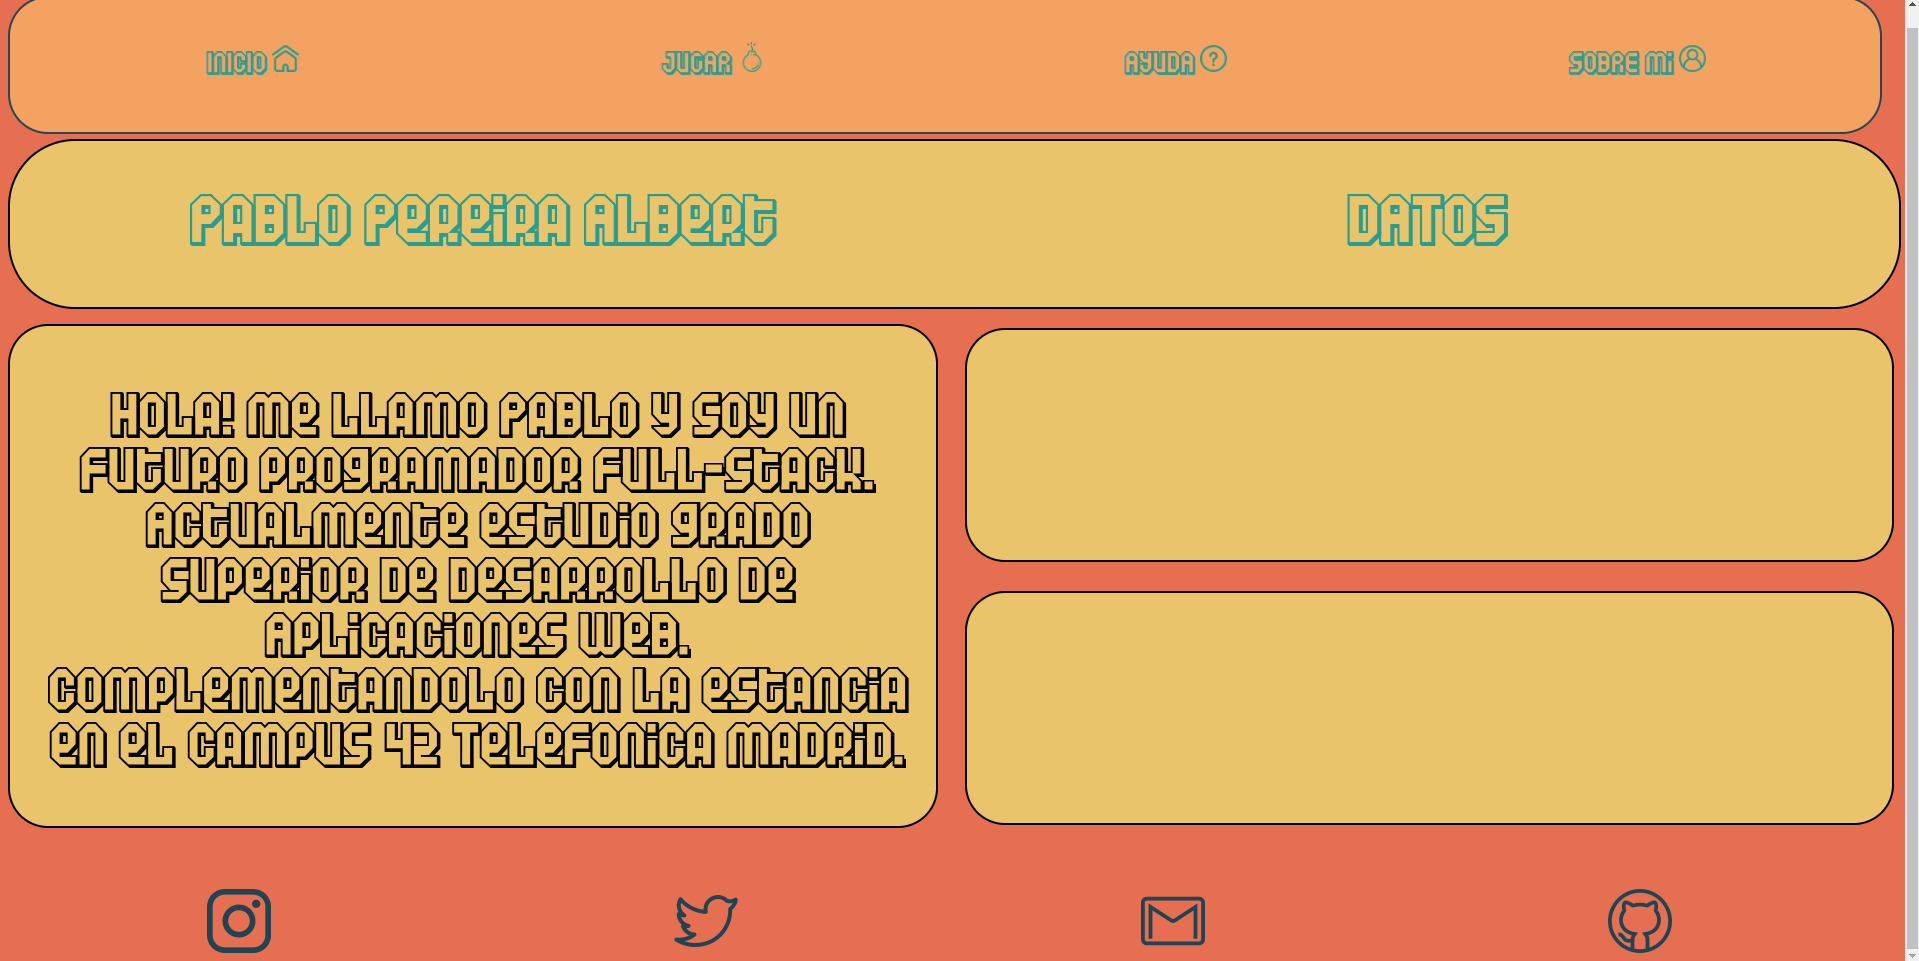 INICIO
JUGAR
AYUDA
SOBRE Mi
PABLO PeReiRA ALBeRt
DATOS
HOLA! me LLAMO PABLO Y SOY UN
FUtURO PROgRAMADOR FULL-StACK.
ACtUALmente eStUDiO gRADO
SUPeRiOR De DeSARROLLO De
APLiCACiOneS WeB.
COmPLementANDOLO CON LA eStANCiA
en eL CAMPUS 42 TeLeFOniCA MADRiD.